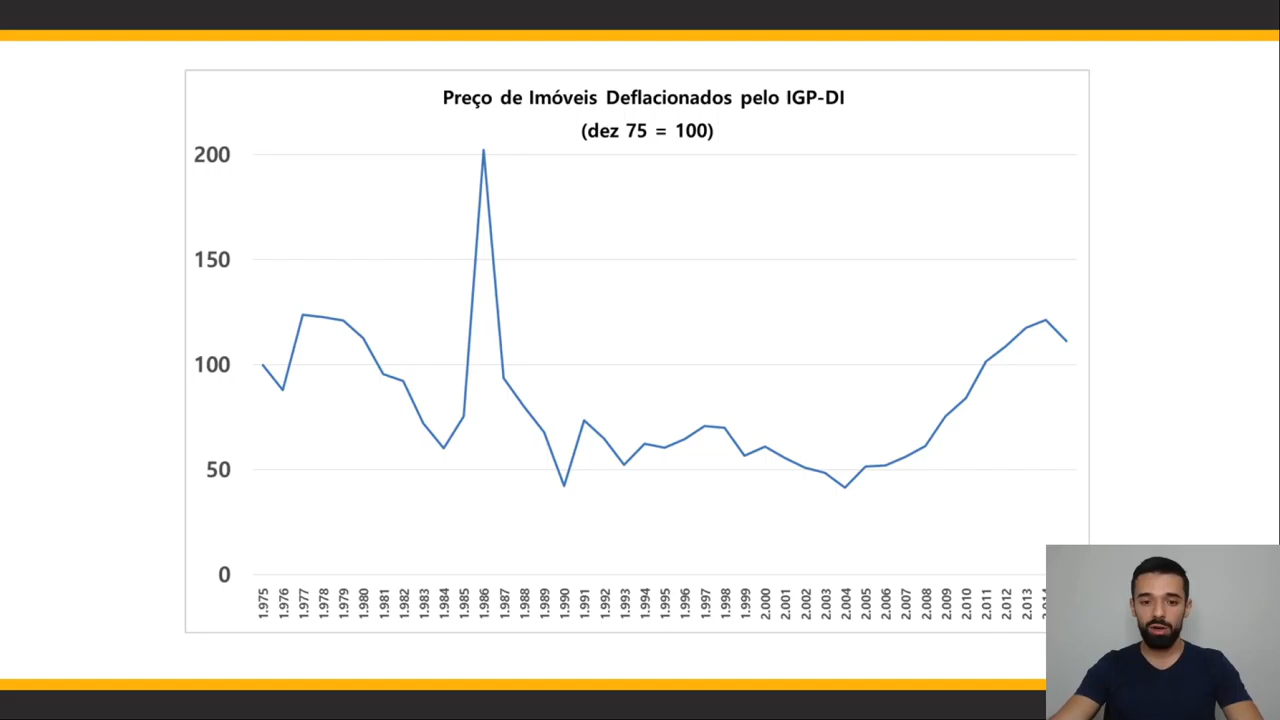 Preço de Imóveis Deflacionados pelo IGP-DI
(dez 75 = 100)
200
150
100
50
0
1.975 1.976 1.977 1.978 1.979 1.980 1.981 1.982 1.983 1.984 1.985 1.986 1.987 1.988 1.989 1.990 1.991 1.992 1.993 1.994 1.995 1.996 1.997 1.998 1.999 2.000 2.001 2.002 2.003 2.004 2.005 2.006 2.007 2.008 2.009 2.010 2.011 2.012 2.013